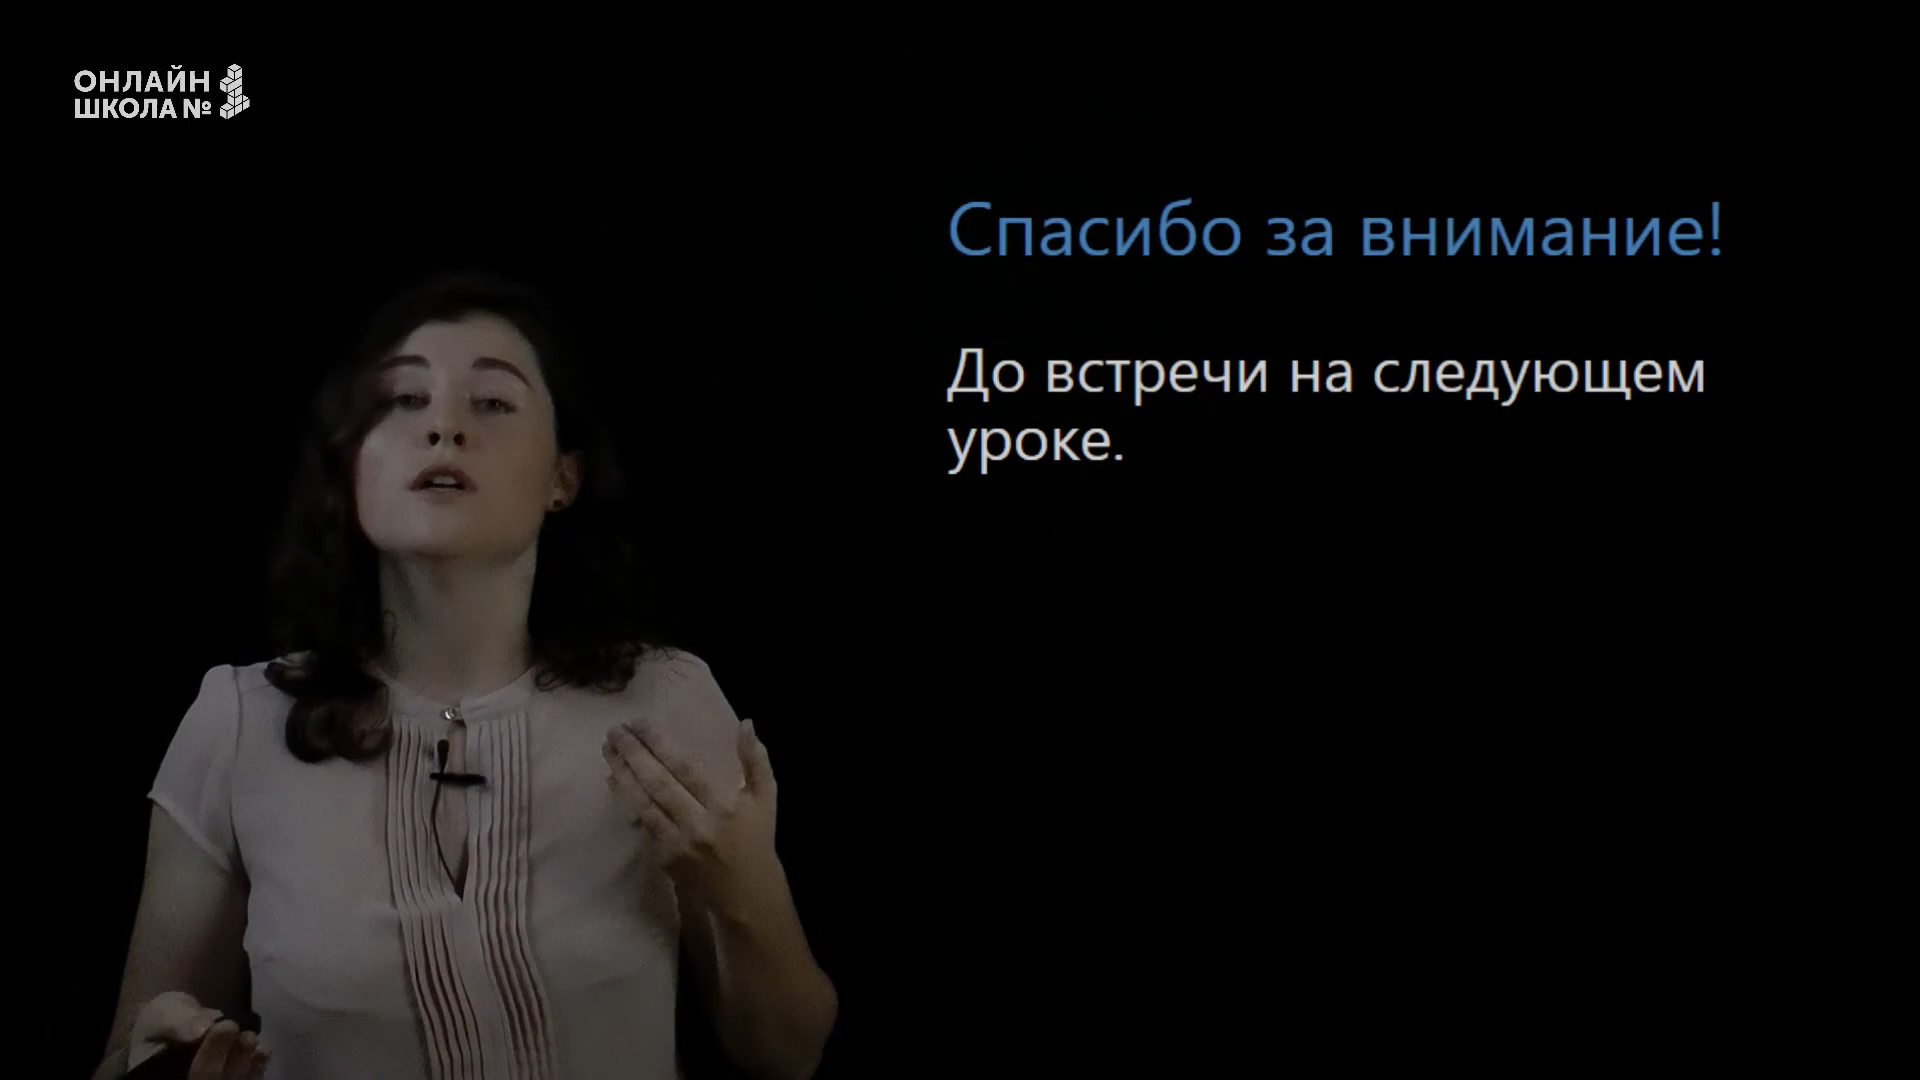 ОНЛАЙН
ШКОЛА №
Спасибо за внимание!
До встречи на следующем
уроке.